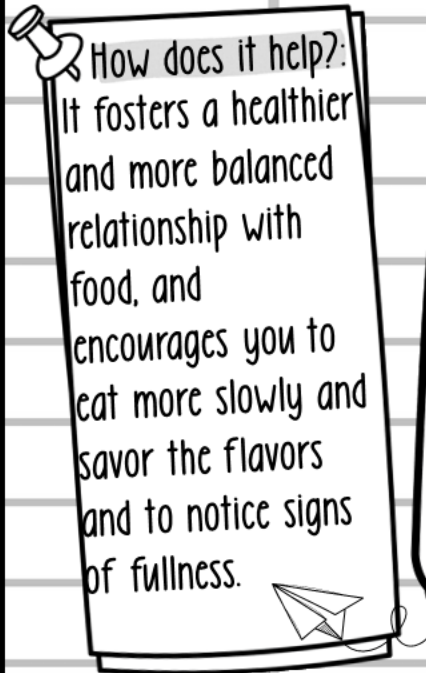 How does it help?:
It fosters a healthier
and more balanced
relationship with
food, and
encourages you to
eat more slowly and
savor the flavors
and to notice signs
of fullness.